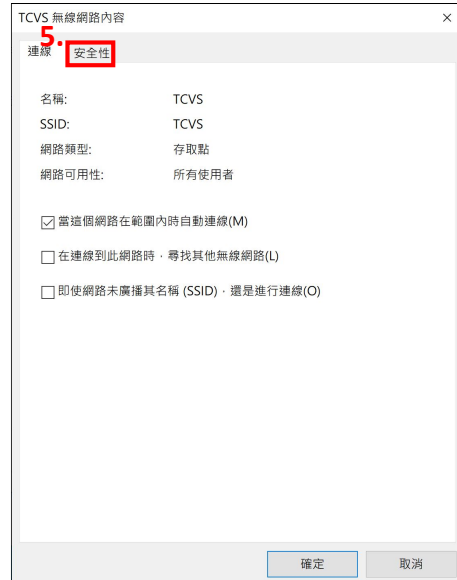 TCVS 無線網路內容
5.
連線 安全性
名稱: TCVS
SSID: TCVS
網路類型: 存取點
網路可用性: 所有使用者
當這個網路在範圍內時自動連線(M)
在連線到此網路時，尋找其他無線網路(L)
即使網路未廣播其名稱 (SSID)，還是進行連線(O)
確定 取消